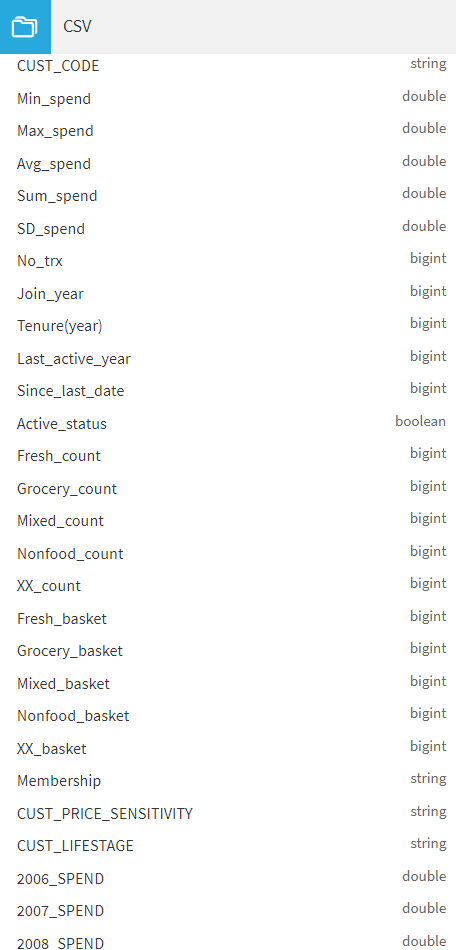 CSV
CUST_CODE string
Min_spend double
Max_spend double
Avg_spend double
Sum_spend double
SD_spend double
No_trx bigint
Join_year bigint
Tenure(year) bigint
Last_active_year bigint
Since_last_date bigint
Active_status boolean
Fresh_count bigint
Grocery_count bigint
Mixed_count bigint
Nonfood_count bigint
XX_count bigint
Fresh_basket bigint
Grocery_basket bigint
Mixed_basket bigint
Nonfood_basket bigint
XX_basket bigint
Membership string
CUST_PRICE_SENSITIVITY string
CUST_LIFESTAGE string
2006_SPEND double
2007_SPEND double
2008_SPEND double